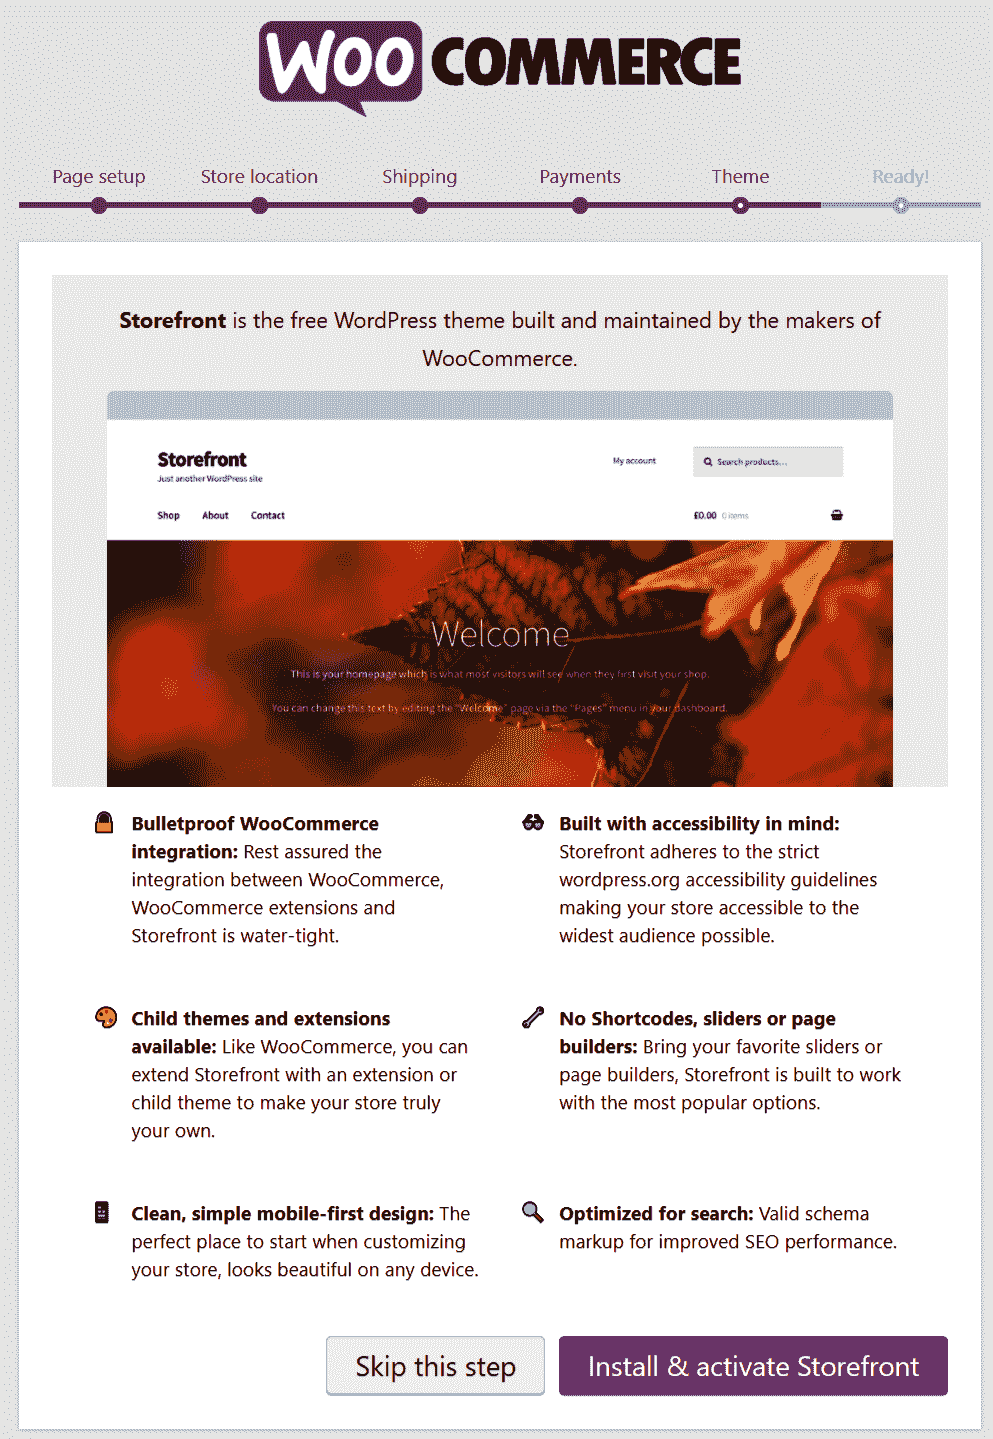 WOO COMMERCE
Page setup Store location Shipping Payments Theme Ready!
Storefront is the free WordPress theme built and maintained by the makers of
WooCommerce.
Storefront
Just another WordPress site
My account
Search products...
Shop About Contact
£0.00 0 items
Welcome
This is your homepage which is what most visitors will see when they first visit your shop.
You can change this text by editing the "Welcome" page via the "Pages" menu in your dashboard.
Bulletproof WooCommerce
integration: Rest assured the
integration between WooCommerce,
WooCommerce extensions and
Storefront is water-tight.
Built with accessibility in mind:
Storefront adheres to the strict
wordpress.org accessibility guidelines
making your store accessible to the
widest audience possible.
Child themes and extensions
available: Like WooCommerce, you can
extend Storefront with an extension or
child theme to make your store truly
your own.
No Shortcodes, sliders or page
builders: Bring your favorite sliders or
page builders, Storefront is built to work
with the most popular options.
Clean, simple mobile-first design: The
perfect place to start when customizing
your store, looks beautiful on any device.
Optimized for search: Valid schema
markup for improved SEO performance.
Skip this step
Install & activate Storefront